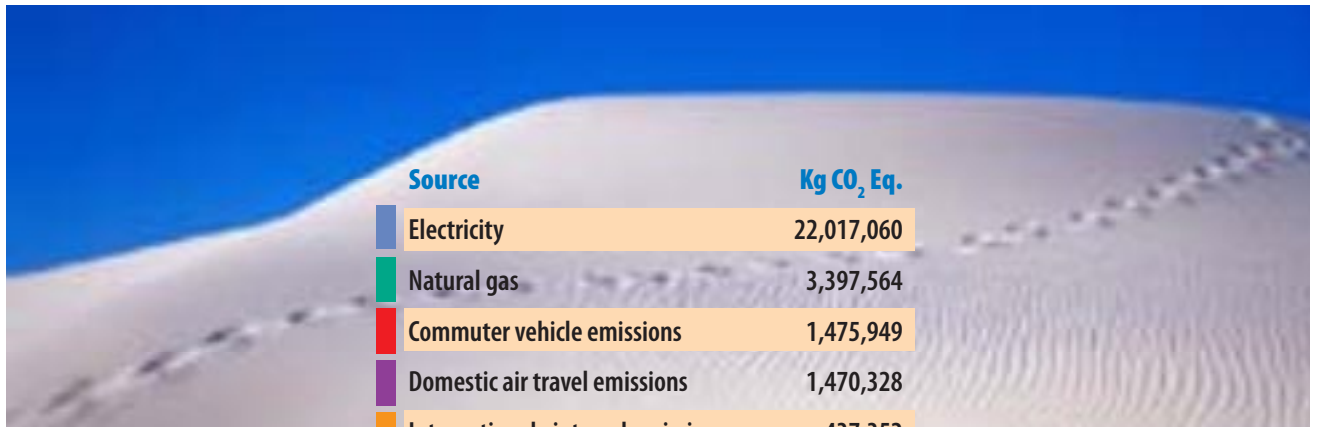 Source Kg CO₂ Eq.
Electricity 22,017,060
Natural gas 3,397,564
Commuter vehicle emissions 1,475,949
Domestic air travel emissions 1,470,328